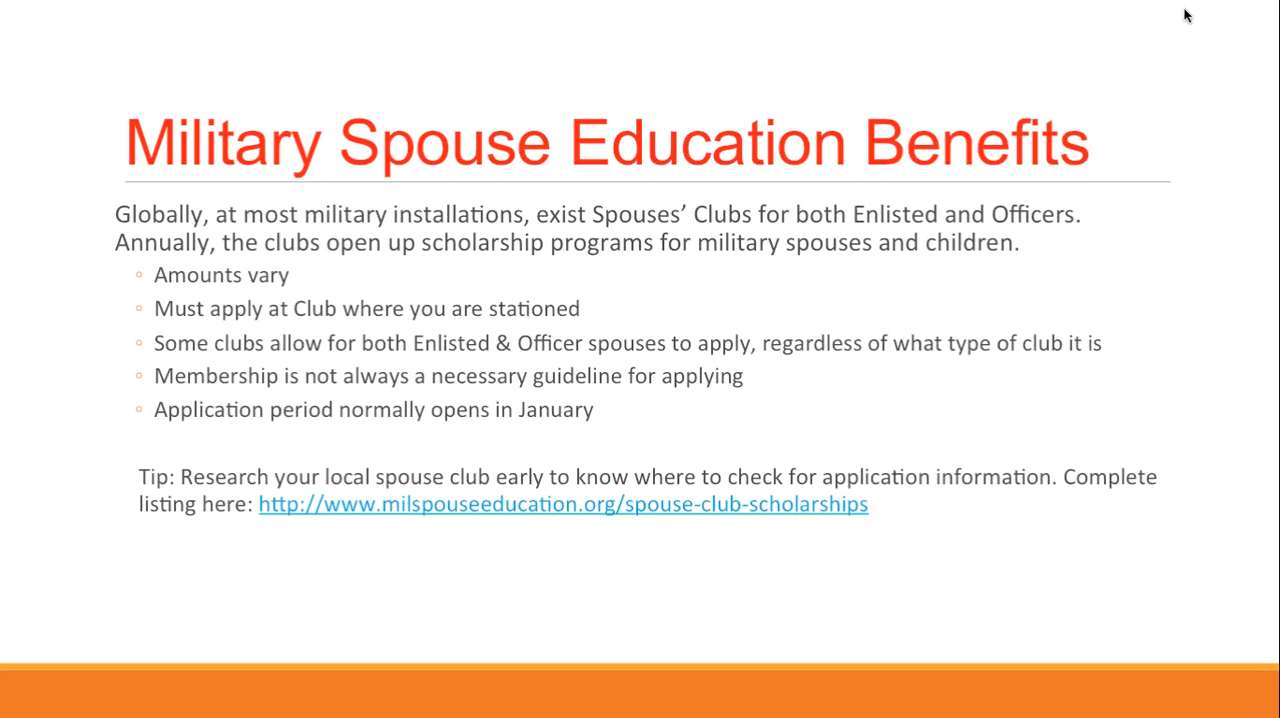 Military Spouse Education Benefits
Globally, at most military installations, exist Spouses’ Clubs for both Enlisted and Officers.
Annually, the clubs open up scholarship programs for military spouses and children.
◦ Amounts vary
◦ Must apply at Club where you are stationed
◦ Some clubs allow for both Enlisted & Officer spouses to apply, regardless of what type of club it is
◦ Membership is not always a necessary guideline for applying
◦ Application period normally opens in January
Tip: Research your local spouse club early to know where to check for application information. Complete
listing here: http://www.milspouseeducation.org/spouse-club-scholarships